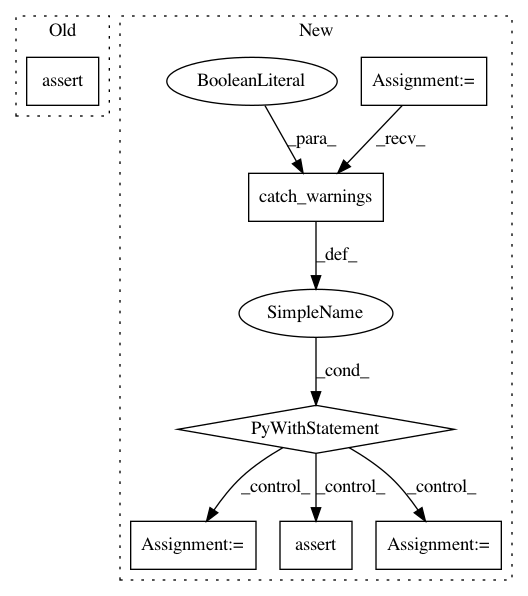 Old
New
assert
BooleanLiteral
Assignment:=
_para_
_recv_
catch_warnings
_def_
SimpleName
_cond_
PyWithStatement
_control_
_control_
_control_
Assignment:=
assert
Assignment:=